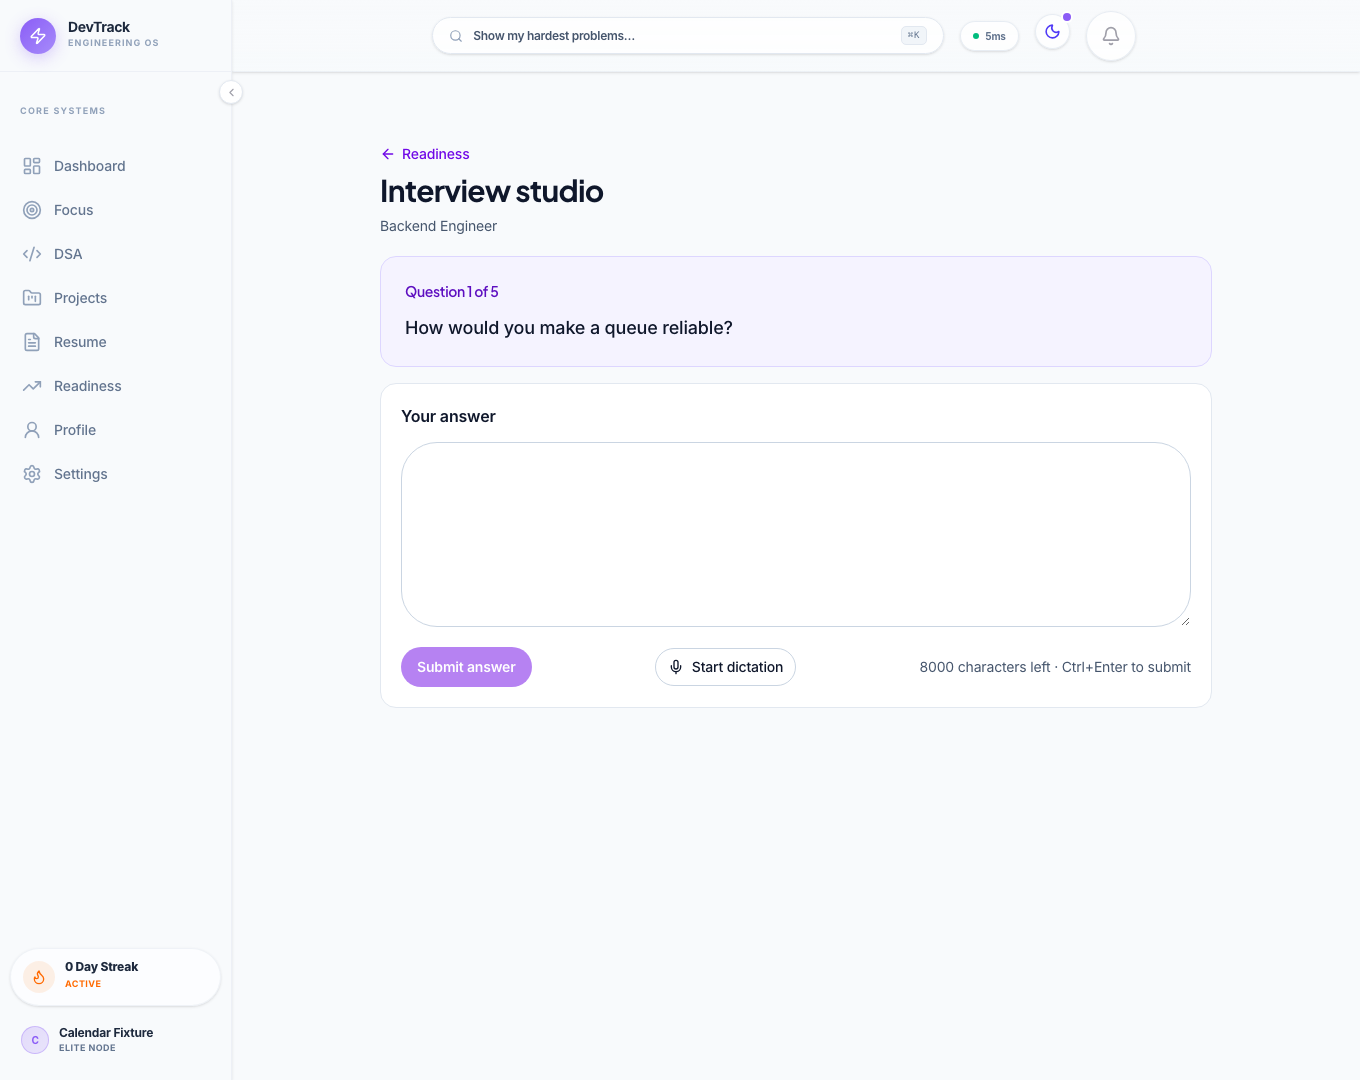 DevTrack
ENGINEERING OS
Show my hardest problems...
⌘K
5ms
CORE SYSTEMS
Dashboard
Focus
DSA
Projects
Resume
Readiness
Profile
Settings
Readiness
Interview studio
Backend Engineer
Question 1 of 5
How would you make a queue reliable?
Your answer
Submit answer
Start dictation
8000 characters left · Ctrl+Enter to submit
0 Day Streak
ACTIVE
C
Calendar Fixture
ELITE NODE